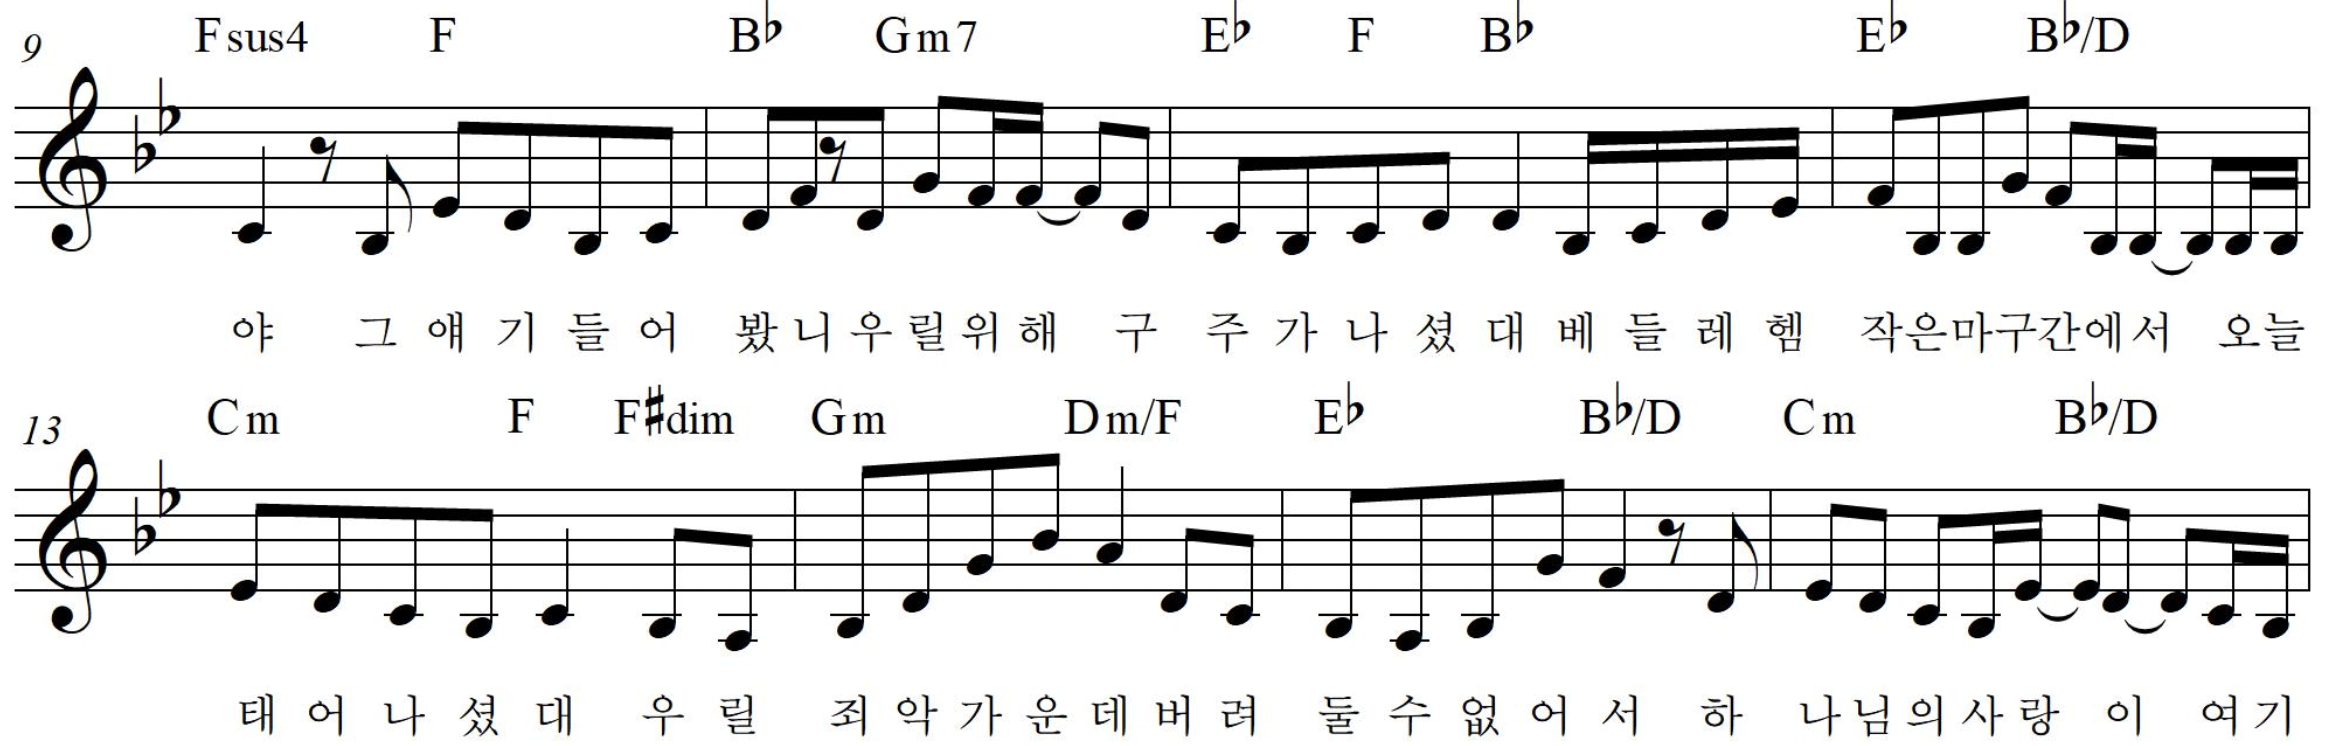 9 Fsus4 F B♭ Gm7 E♭ F B♭ E♭ B♭/D
야 그 얘 기 들 어 봤 니 우 릴 위 해 구 주 가 나 셨 대 베 들 레 헴 작은마구간에서 오늘
13 Cm F F♯dim Gm Dm/F E♭ B♭/D Cm B♭/D
태 어 나 셨 대 우 릴 죄 악 가 운 데 버 려 둘 수 없 어 서 하 나 님 의 사 랑 이 여 기